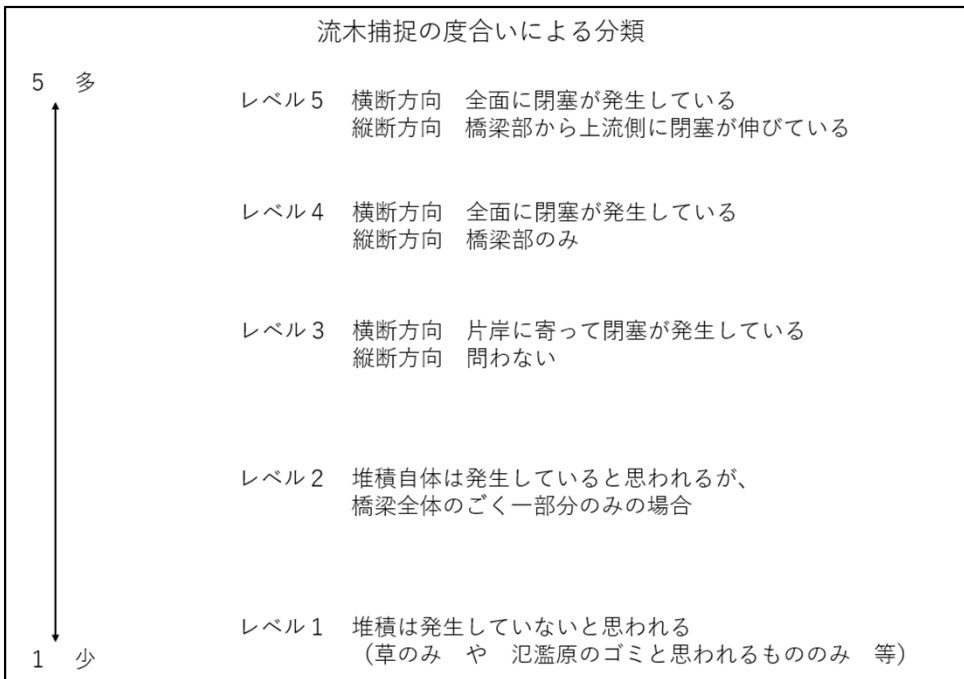 流木捕捉の度合いによる分類
5　多
レベル５　横断方向　全面に閉塞が発生している
縦断方向　橋梁部から上流側に閉塞が伸びている
レベル４　横断方向　全面に閉塞が発生している
縦断方向　橋梁部のみ
レベル３　横断方向　片岸に寄って閉塞が発生している
縦断方向　問わない
レベル２　堆積自体は発生していると思われるが、
橋梁全体のごく一部分のみの場合
レベル１　堆積は発生していないと思われる
（草のみ　や　氾濫原のゴミと思われるもののみ　等）
1　少